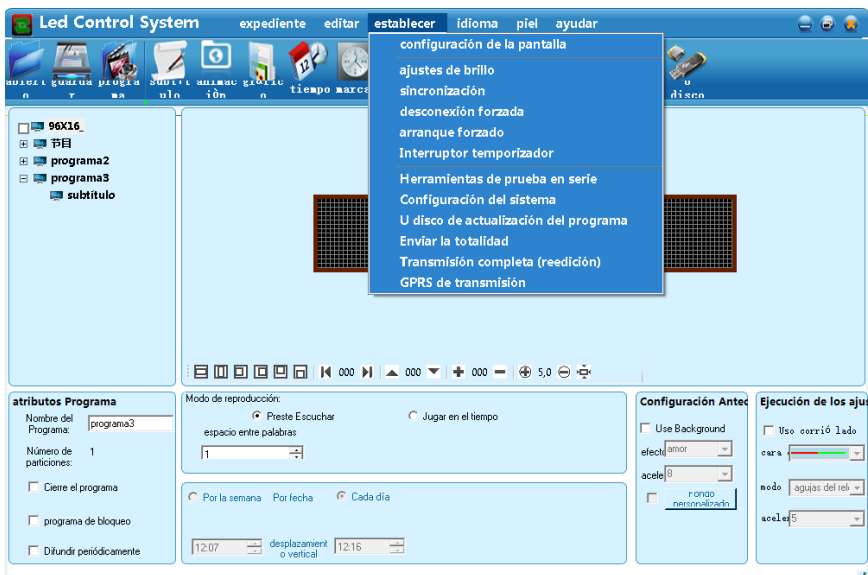 Led Control System
expediente editar establecer idioma piel ayudar
configuración de la pantalla
ajustes de brillo
sincronización
desconexión forzada
arranque forzado
Interruptor temporizador
Herramientas de prueba en serie
Configuración del sistema
U disco de actualización del programa
Enviar la totalidad
Transmisión completa (reedición)
GPRS de transmisión
tiempo marca
disco
96X16_
节目
programa2
programa3
subtítulo
000 000 000 5,0
atributos Programa
Nombre del
Programa:
programa3
Número de
particiones:
1
Cierre el programa
programa de bloqueo
Difundir periódicamente
Modo de reproducción:
Preste Escuchar
Jugar en el tiempo
espacio entre palabras
1
Por la semana Por fecha Cada día
12:07
desplazamient
o vertical
12:16
Configuración Antec
Use Background
efecto
amor
acele
8
Fondo
personalizado
Ejecución de los ajus
Uso corrió lado
cara
modo
agujas del rel
aceler
5